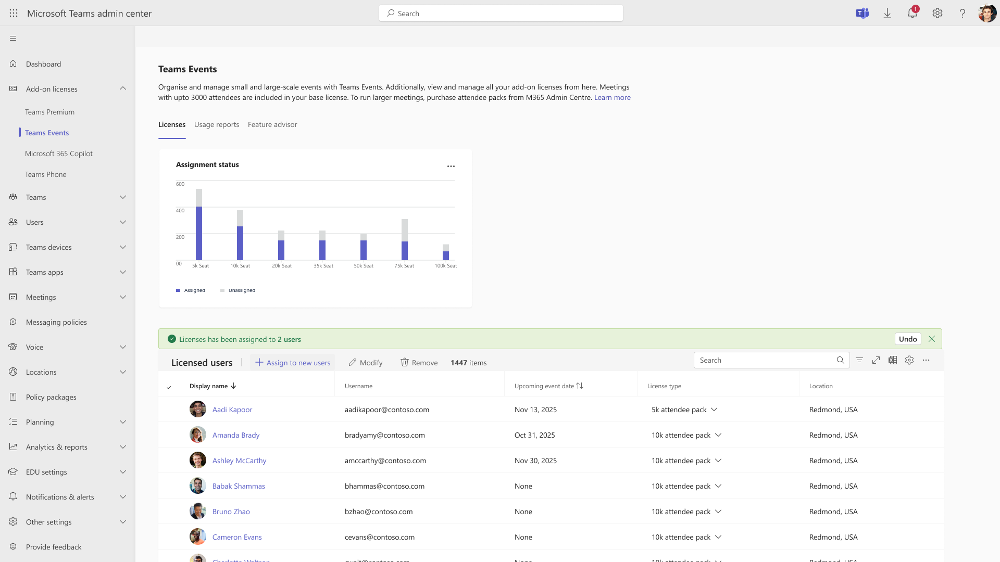 Microsoft Teams admin center
Search
1
Dashboard
Add-on licenses
Teams Premium
Teams Events
Microsoft 365 Copilot
Teams Phone
Teams
Users
Teams devices
Teams apps
Meetings
Messaging policies
Voice
Locations
Policy packages
Planning
Analytics & reports
EDU settings
Notifications & alerts
Other settings
Provide feedback
Teams Events
Organise and manage small and large-scale events with Teams Events. Additionally, view and manage all your add-on licenses from here. Meetings
with upto 3000 attendees are included in your base license. To run larger meetings, purchase attendee packs from M365 Admin Centre. Learn more
Licenses Usage reports Feature advisor
Assignment status
600
400
200
00
5k Seat 10k Seat 20k Seat 35k Seat 50k Seat 75k Seat 100k Seat
Assigned Unassigned
Licenses has been assigned to 2 users Undo
Licensed users Assign to new users Modify Remove 1447 items Search
Display name Username Upcoming event date License type Location
Aadi Kapoor aadikapoor@contoso.com Nov 13, 2025 5k attendee pack Redmond, USA
Amanda Brady bradyamy@contoso.com Oct 31, 2025 10k attendee pack Redmond, USA
Ashley McCarthy amccarthy@contoso.com Nov 30, 2025 10k attendee pack Redmond, USA
Babak Shammas bhammas@contoso.com None 10k attendee pack Redmond, USA
Bruno Zhao bzhao@contoso.com None 10k attendee pack Redmond, USA
Cameron Evans cevans@contoso.com None 10k attendee pack Redmond, USA